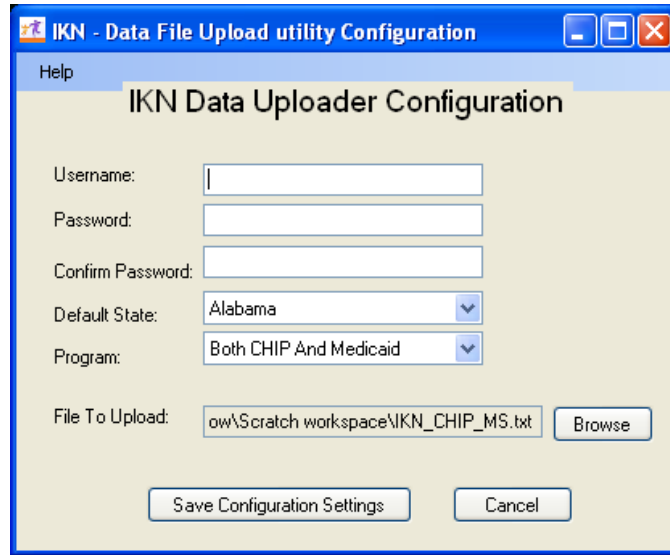 IKN - Data File Upload utility Configuration
Help
IKN Data Uploader Configuration
Username:
Password:
Confirm Password:
Default State: Alabama
Program: Both CHIP And Medicaid
File To Upload: ow\Scratch workspace\IKN_CHIP_MS.txt Browse
Save Configuration Settings Cancel